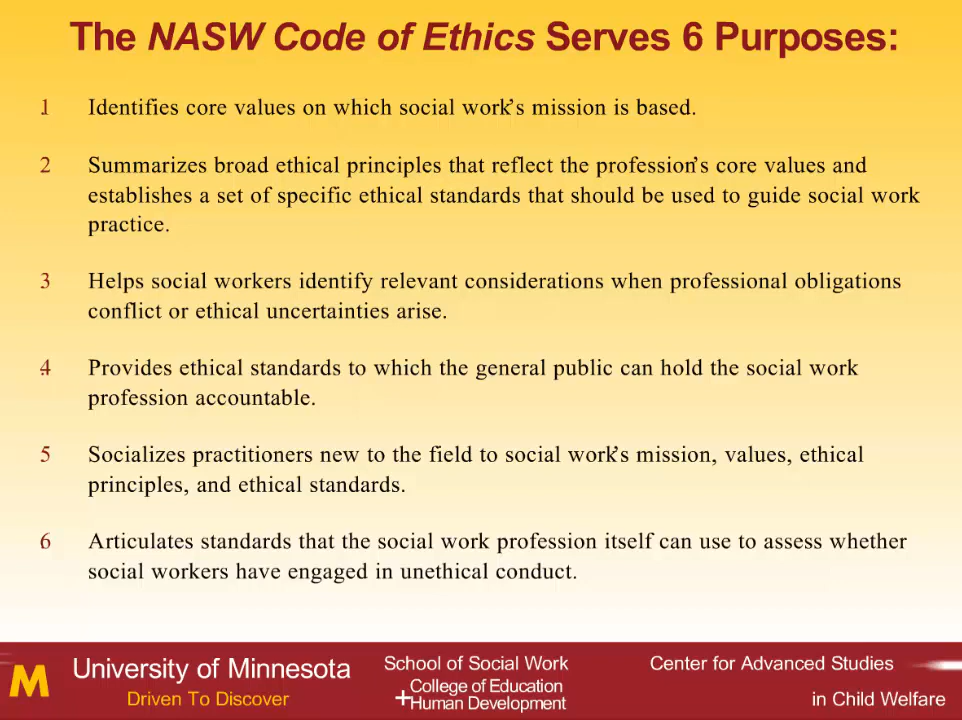 The NASW Code of Ethics Serves 6 Purposes:
1 Identifies core values on which social work's mission is based.
2 Summarizes broad ethical principles that reflect the profession's core values and
establishes a set of specific ethical standards that should be used to guide social work
practice.
3 Helps social workers identify relevant considerations when professional obligations
conflict or ethical uncertainties arise.
4 Provides ethical standards to which the general public can hold the social work
profession accountable.
5 Socializes practitioners new to the field to social work's mission, values, ethical
principles, and ethical standards.
6 Articulates standards that the social work profession itself can use to assess whether
social workers have engaged in unethical conduct.
M
University of Minnesota
Driven To Discover
School of Social Work
College of Education
+Human Development
Center for Advanced Studies
in Child Welfare